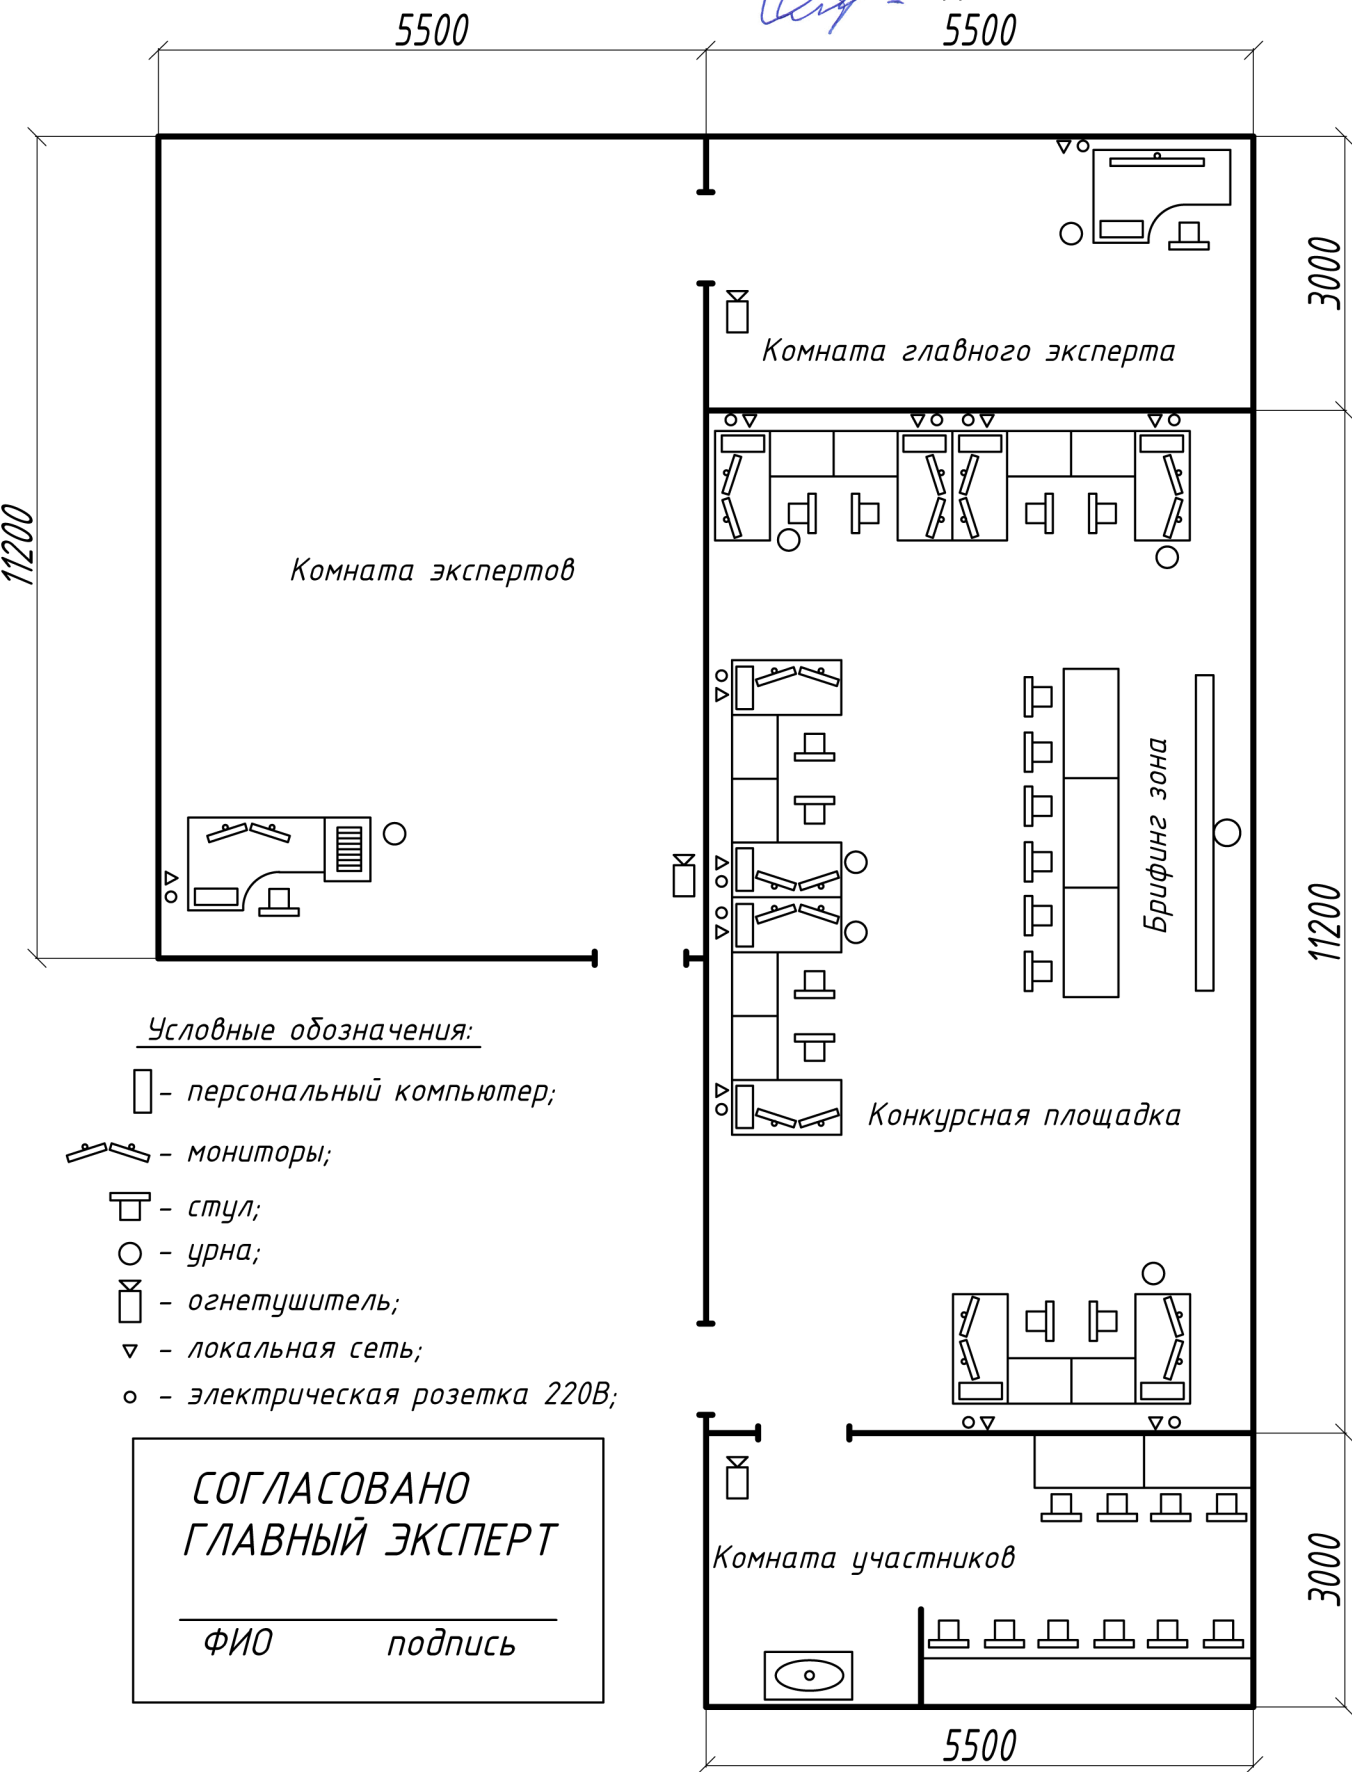 5500
5500
3000
Комната главного эксперта
11200
Комната экспертов
Брифинг зона
11200
Условные обозначения:
- персональный компьютер;
Конкурсная площадка
- мониторы;
- стул;
- урна;
- огнетушитель;
- локальная сеть;
- электрическая розетка 220В;
СОГЛАСОВАНО
ГЛАВНЫЙ ЭКСПЕРТ
Комната участников
3000
ФИО подпись
5500